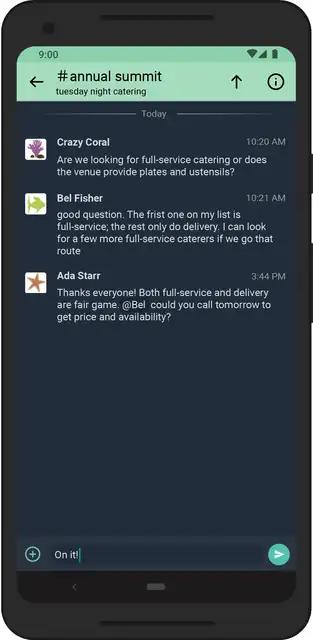 9:00
#annual summit
tuesday night catering
Today
Crazy Coral 10:20 AM
Are we looking for full-service catering or does
the venue provide plates and ustensils?
Bel Fisher 10:21 AM
good question. The frist one on my list is
full-service; the rest only do delivery. I can look
for a few more full-service caterers if we go that
route
Ada Starr 3:44 PM
Thanks everyone! Both full-service and delivery
are fair game. @Bel could you call tomorrow to
get price and availability?
On it!